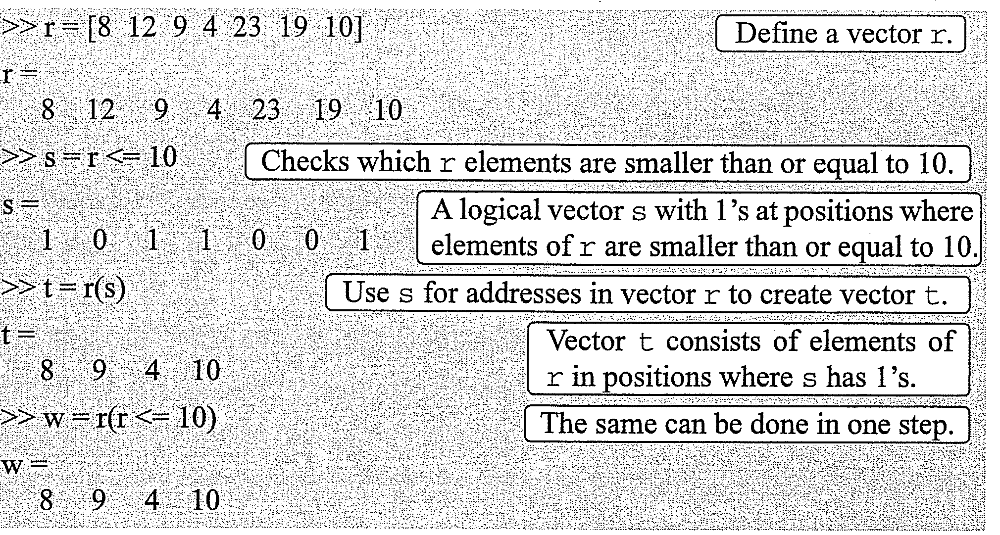 >> r = [8 12 9 4 23 19 10]
Define a vector r.
r =
8 12 9 4 23 19 10
>> s = r <= 10
Checks which r elements are smaller than or equal to 10.
s =
A logical vector s with 1's at positions where
1 0 1 1 0 0 1
elements of r are smaller than or equal to 10.
>> t = r(s)
Use s for addresses in vector r to create vector t.
t =
Vector t consists of elements of
8 9 4 10
r in positions where s has 1's.
>> w = r(r <= 10)
The same can be done in one step.
w =
8 9 4 10